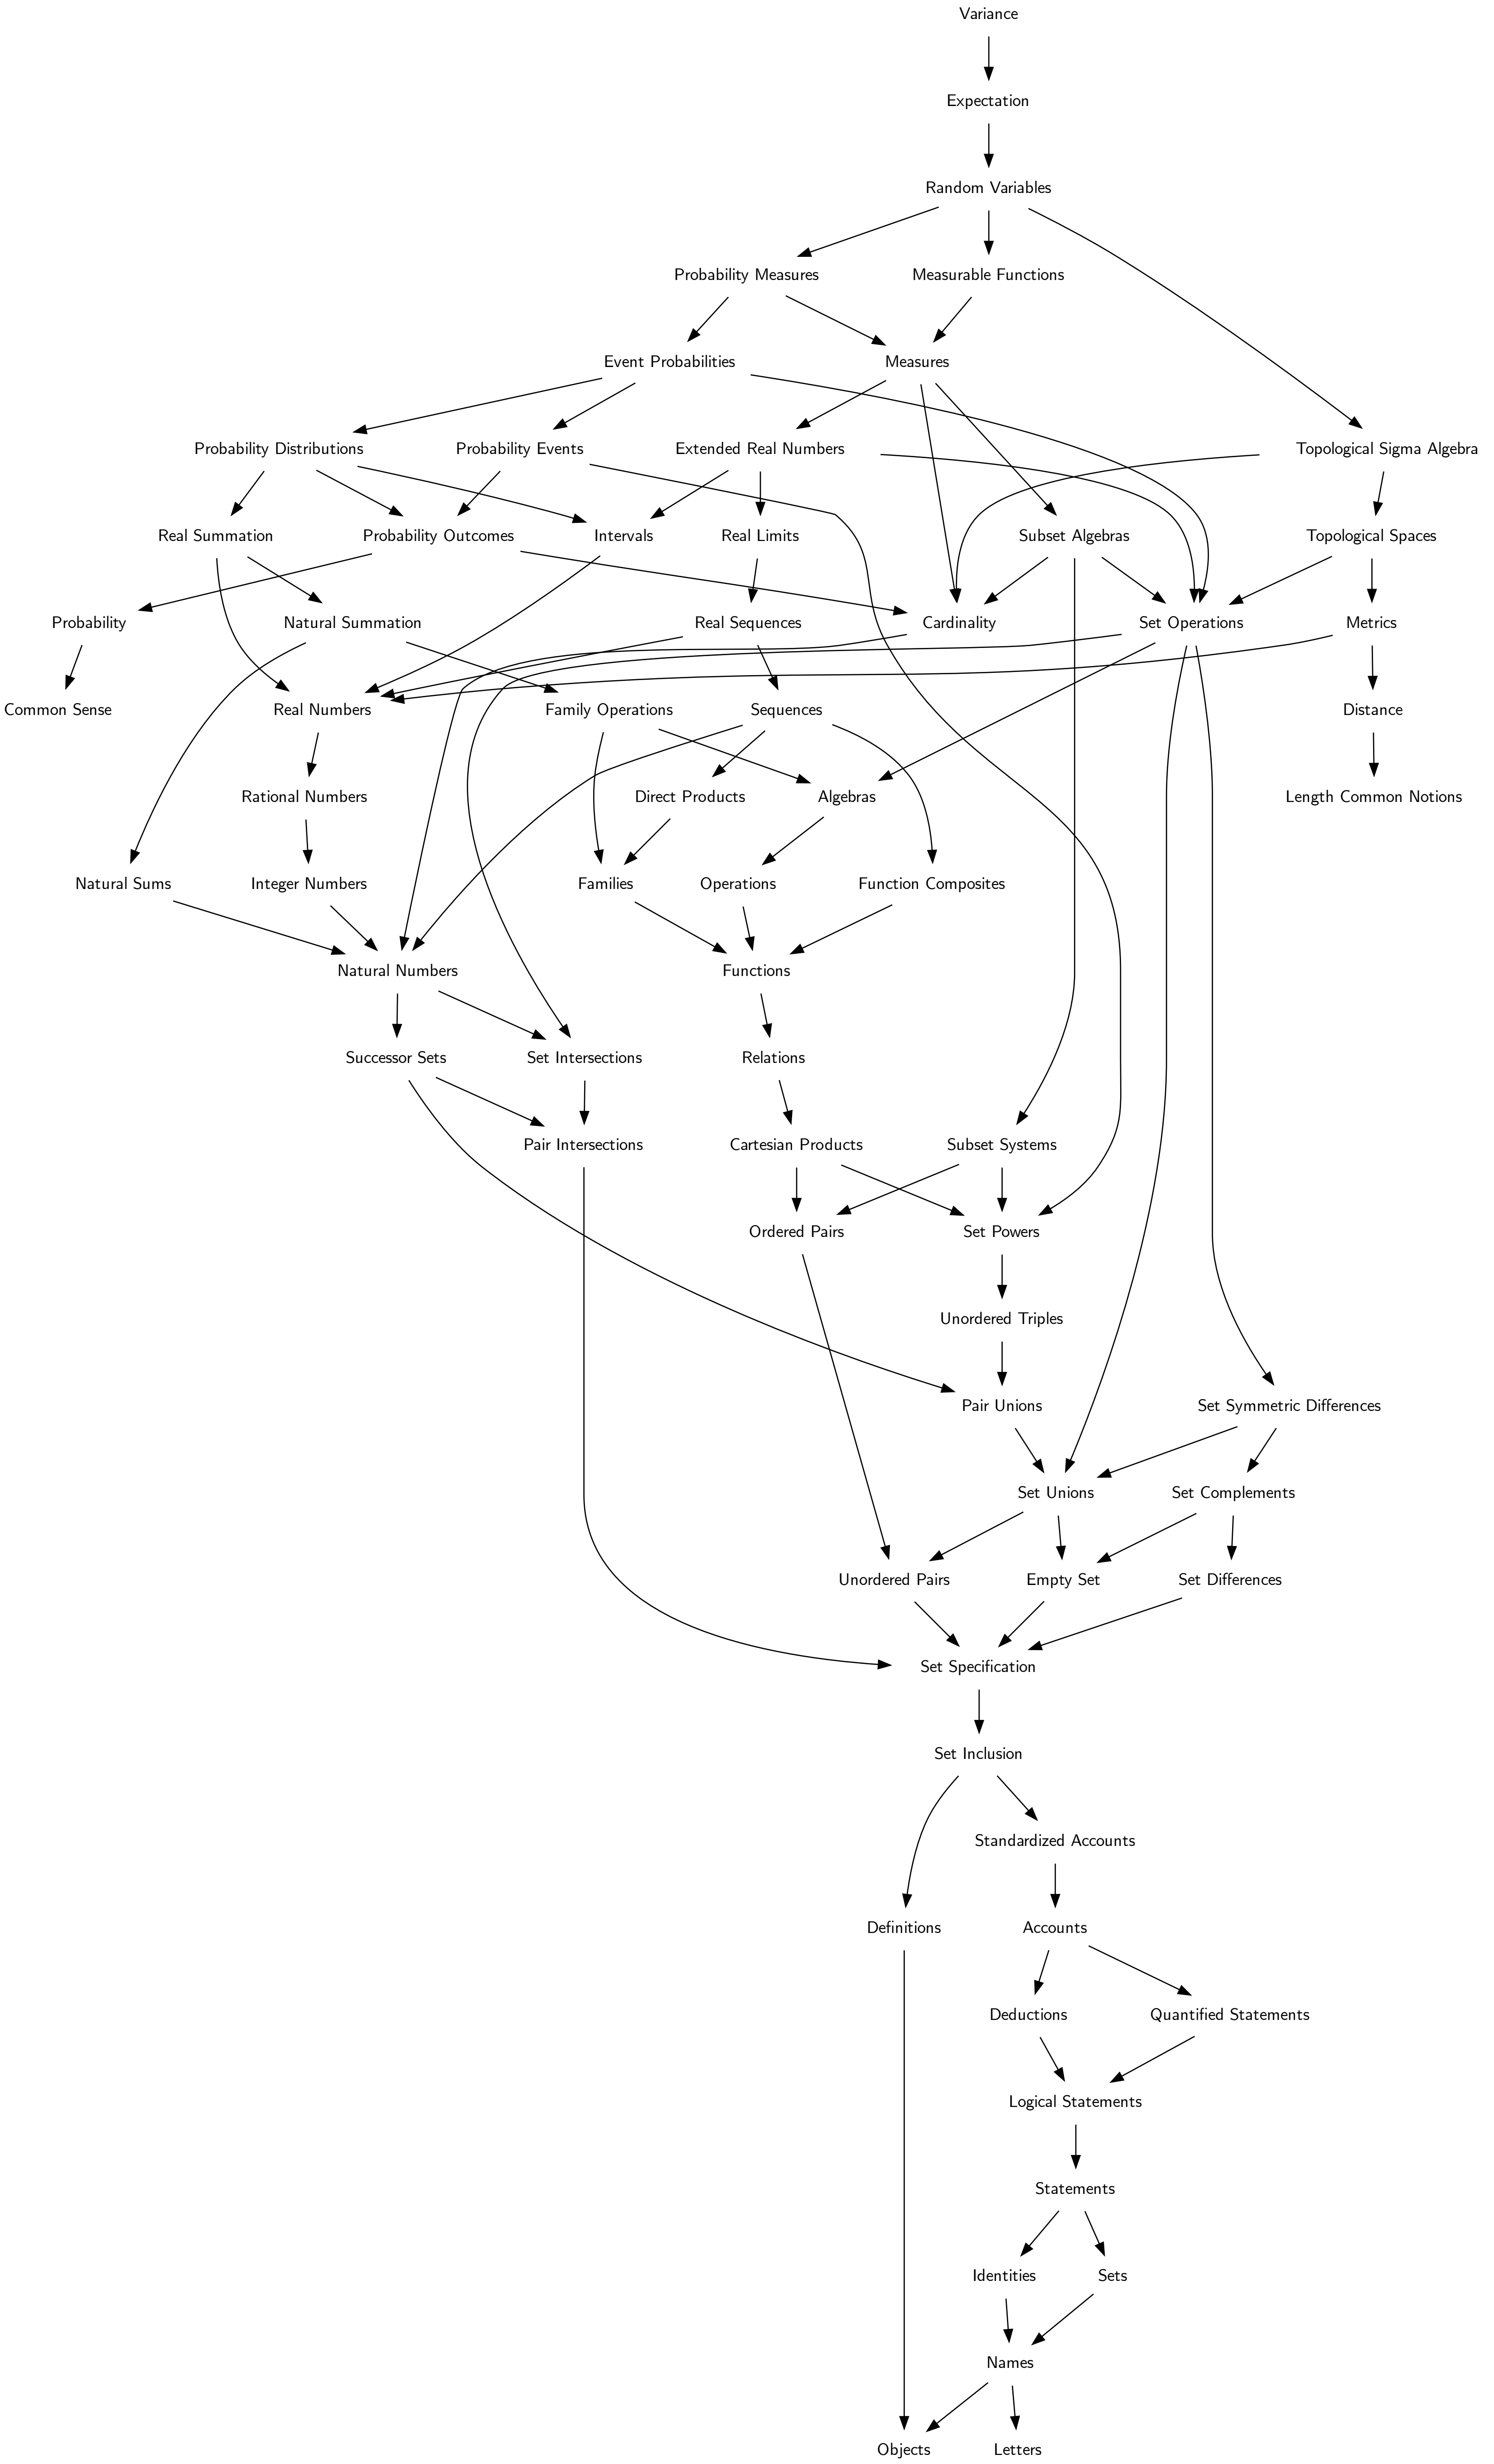 Variance
Expectation
Random Variables
Probability Measures
Measurable Functions
Event Probabilities
Measures
Probability Distributions
Probability Events
Extended Real Numbers
Topological Sigma Algebra
Real Summation
Probability Outcomes
Intervals
Real Limits
Subset Algebras
Topological Spaces
Probability
Natural Summation
Real Sequences
Cardinality
Set Operations
Metrics
Common Sense
Real Numbers
Family Operations
Sequences
Distance
Rational Numbers
Direct Products
Algebras
Length Common Notions
Natural Sums
Integer Numbers
Families
Operations
Function Composites
Natural Numbers
Functions
Successor Sets
Set Intersections
Relations
Pair Intersections
Cartesian Products
Subset Systems
Ordered Pairs
Set Powers
Unordered Triples
Pair Unions
Set Symmetric Differences
Set Unions
Set Complements
Unordered Pairs
Empty Set
Set Differences
Set Specification
Set Inclusion
Standardized Accounts
Definitions
Accounts
Deductions
Quantified Statements
Logical Statements
Statements
Identities
Sets
Names
Objects
Letters